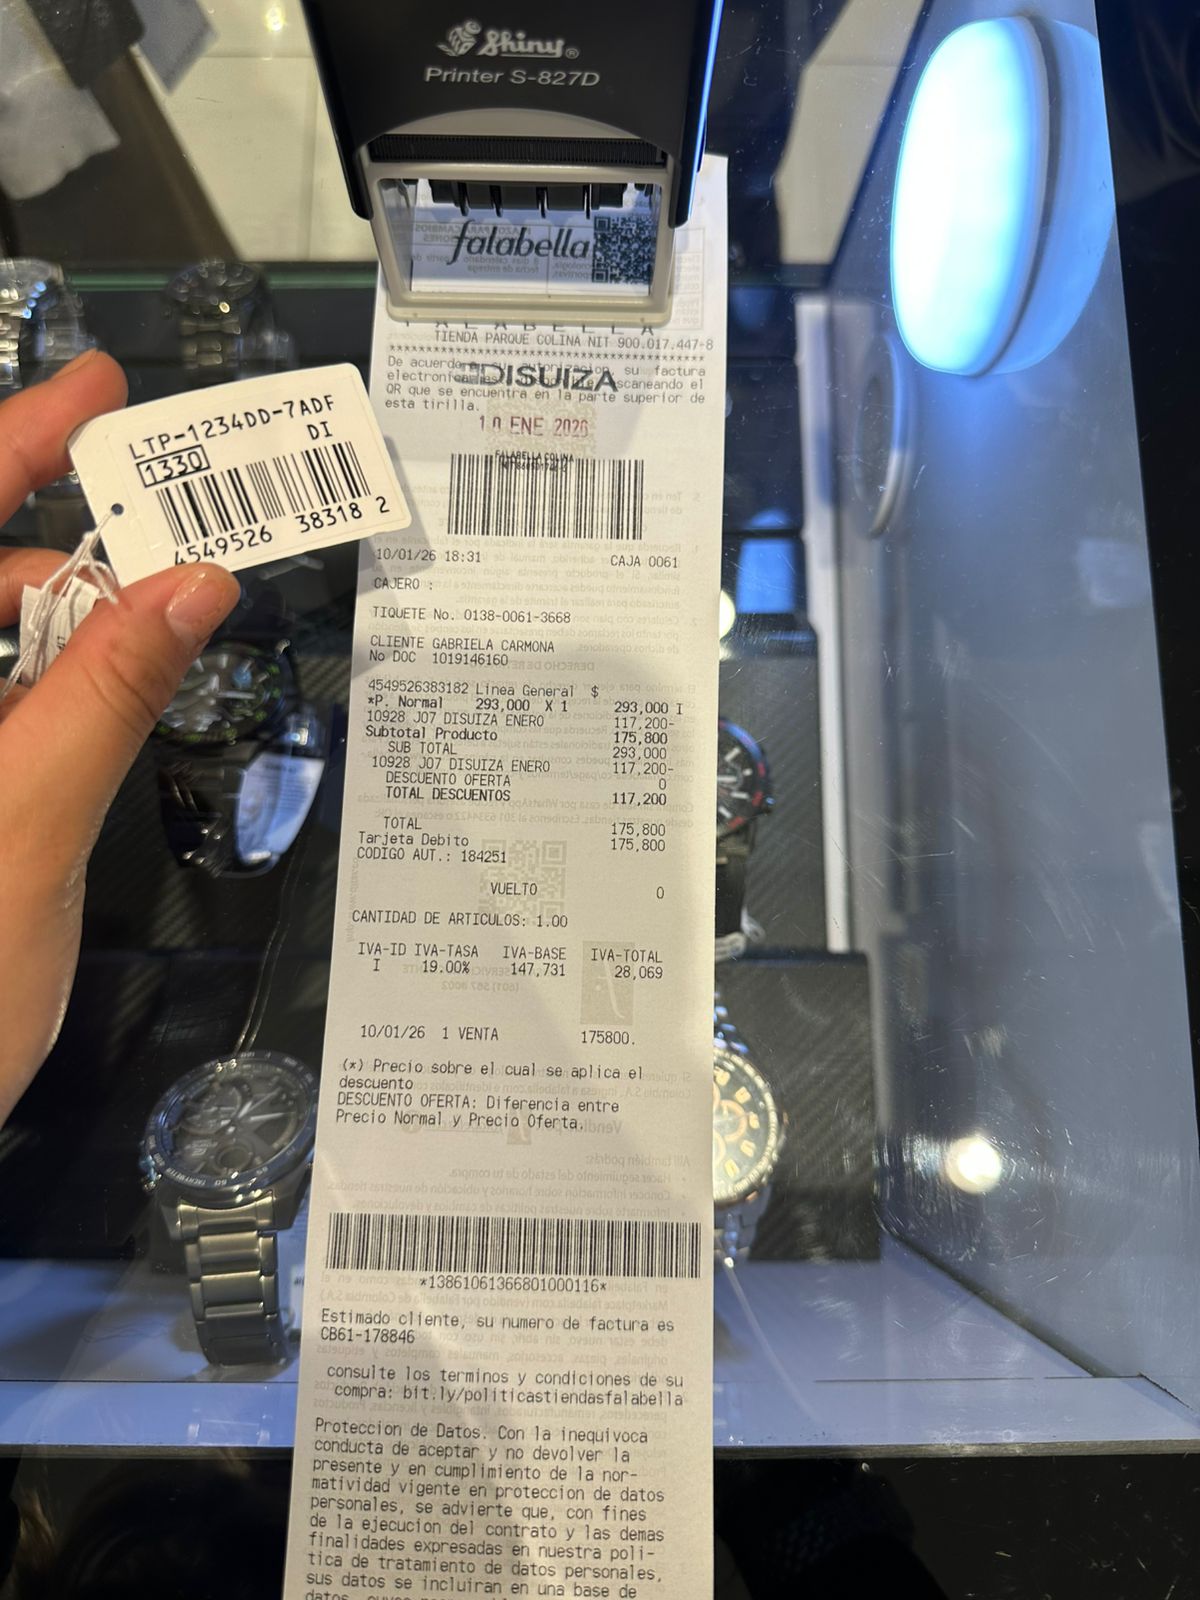 Shiny®
Printer S-827D
falabella
FALABELLA
TIENDA PARQUE COLINA NIT 900.017.447-8
****************************************
De acuerdo su factura
electronica escaneando el
QR que se encuentra en la parte superior de
esta tirilla.
DISUIZA
10 ENE 2026
FALABELLA COLINA
LTP-1234DD-7ADF
DI
1330
4549526 38318 2
10/01/26 18:31 CAJA 0061
CAJERO :
TIQUETE No. 0138-0061-3668
CLIENTE GABRIELA CARMONA
No DOC 1019146160
4549526383182 Linea General $
*P. Normal 293,000 X 1 293,000 I
10928 J07 DISUIZA ENERO 117,200-
Subtotal Producto 175,800
SUB TOTAL 293,000
10928 J07 DISUIZA ENERO 117,200-
DESCUENTO OFERTA 0
TOTAL DESCUENTOS 117,200
TOTAL 175,800
Tarjeta Debito 175,800
CODIGO AUT.: 184251
VUELTO 0
CANTIDAD DE ARTICULOS: 1.00
IVA-ID IVA-TASA IVA-BASE IVA-TOTAL
I 19.00% 147,731 28,069
10/01/26 1 VENTA 175800.
(*) Precio sobre el cual se aplica el
descuento
DESCUENTO OFERTA: Diferencia entre
Precio Normal y Precio Oferta.
*13861061366801000116*
Estimado cliente, su numero de factura es
CB61-178846
consulte los terminos y condiciones de su
compra: bit.ly/politicastiendasfalabella
Proteccion de Datos. Con la inequivoca
conducta de aceptar y no devolver la
presente y en cumplimiento de la nor-
matividad vigente en proteccion de datos
personales, se advierte que, con fines
de la ejecucion del contrato y las demas
finalidades expresadas en nuestra poli-
tica de tratamiento de datos personales,
sus datos se incluiran en una base de
datos,